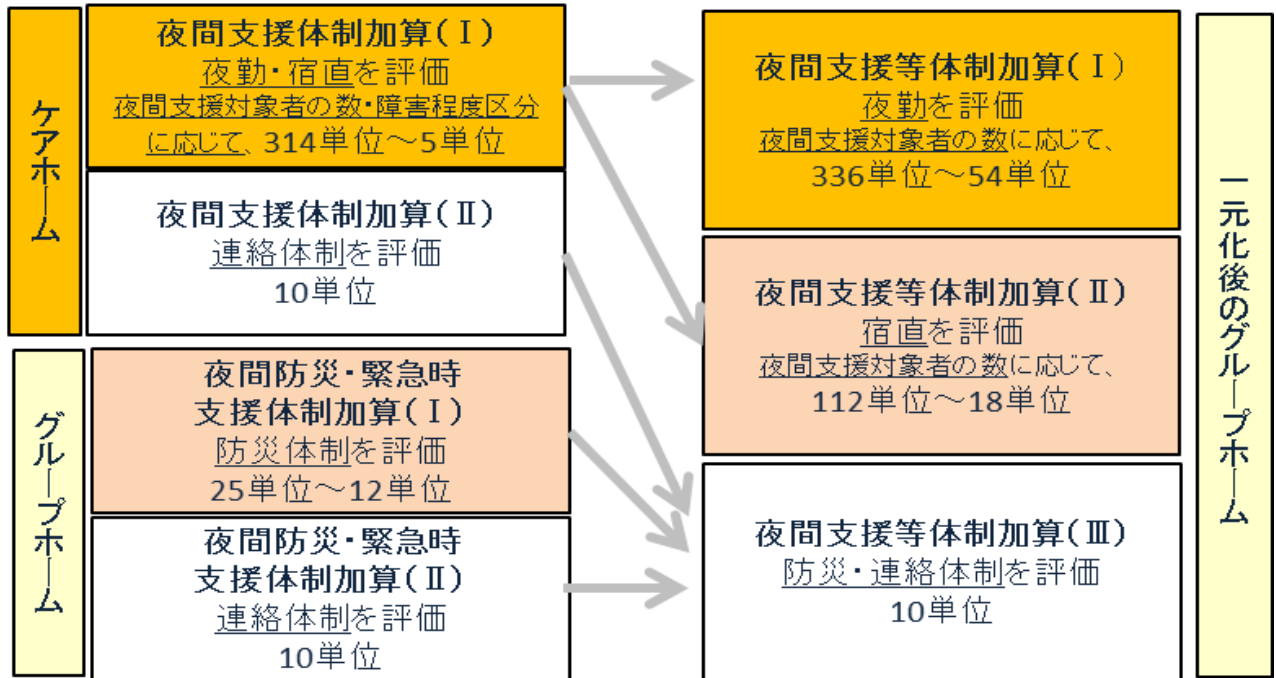 ケアホーム
夜間支援体制加算(Ⅰ)
夜勤・宿直を評価
夜間支援対象者の数・障害程度区分
に応じて、314単位～5単位
夜間支援体制加算(Ⅱ)
連絡体制を評価
10単位
グループホーム
夜間防災・緊急時
支援体制加算(Ⅰ)
防災体制を評価
25単位～12単位
夜間防災・緊急時
支援体制加算(Ⅱ)
連絡体制を評価
10単位
夜間支援等体制加算(Ⅰ)
夜勤を評価
夜間支援対象者の数に応じて、
336単位～54単位
夜間支援等体制加算(Ⅱ)
宿直を評価
夜間支援対象者の数に応じて、
112単位～18単位
夜間支援等体制加算(Ⅲ)
防災・連絡体制を評価
10単位
一元化後のグループホーム